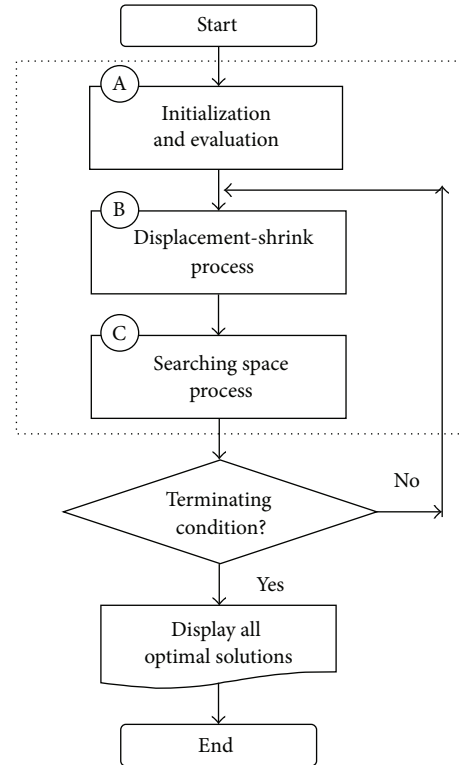 Start
A
Initialization
and evaluation
B
Displacement-shrink
process
C
Searching space
process
Terminating
condition?
No
Yes
Display all
optimal solutions
End